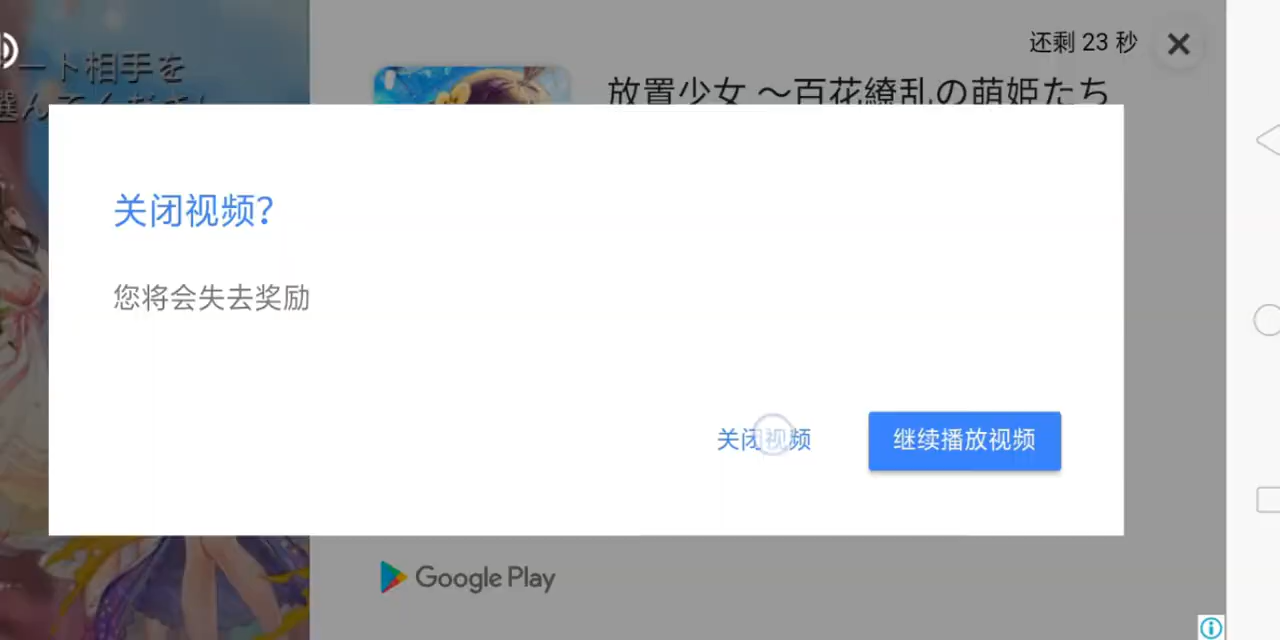 ート相手を
還剩 23 秒
放置少女 ～百花繚乱の萌姫たち
关闭视频？
您将会失去奖励
关闭视频
继续播放视频
Google Play